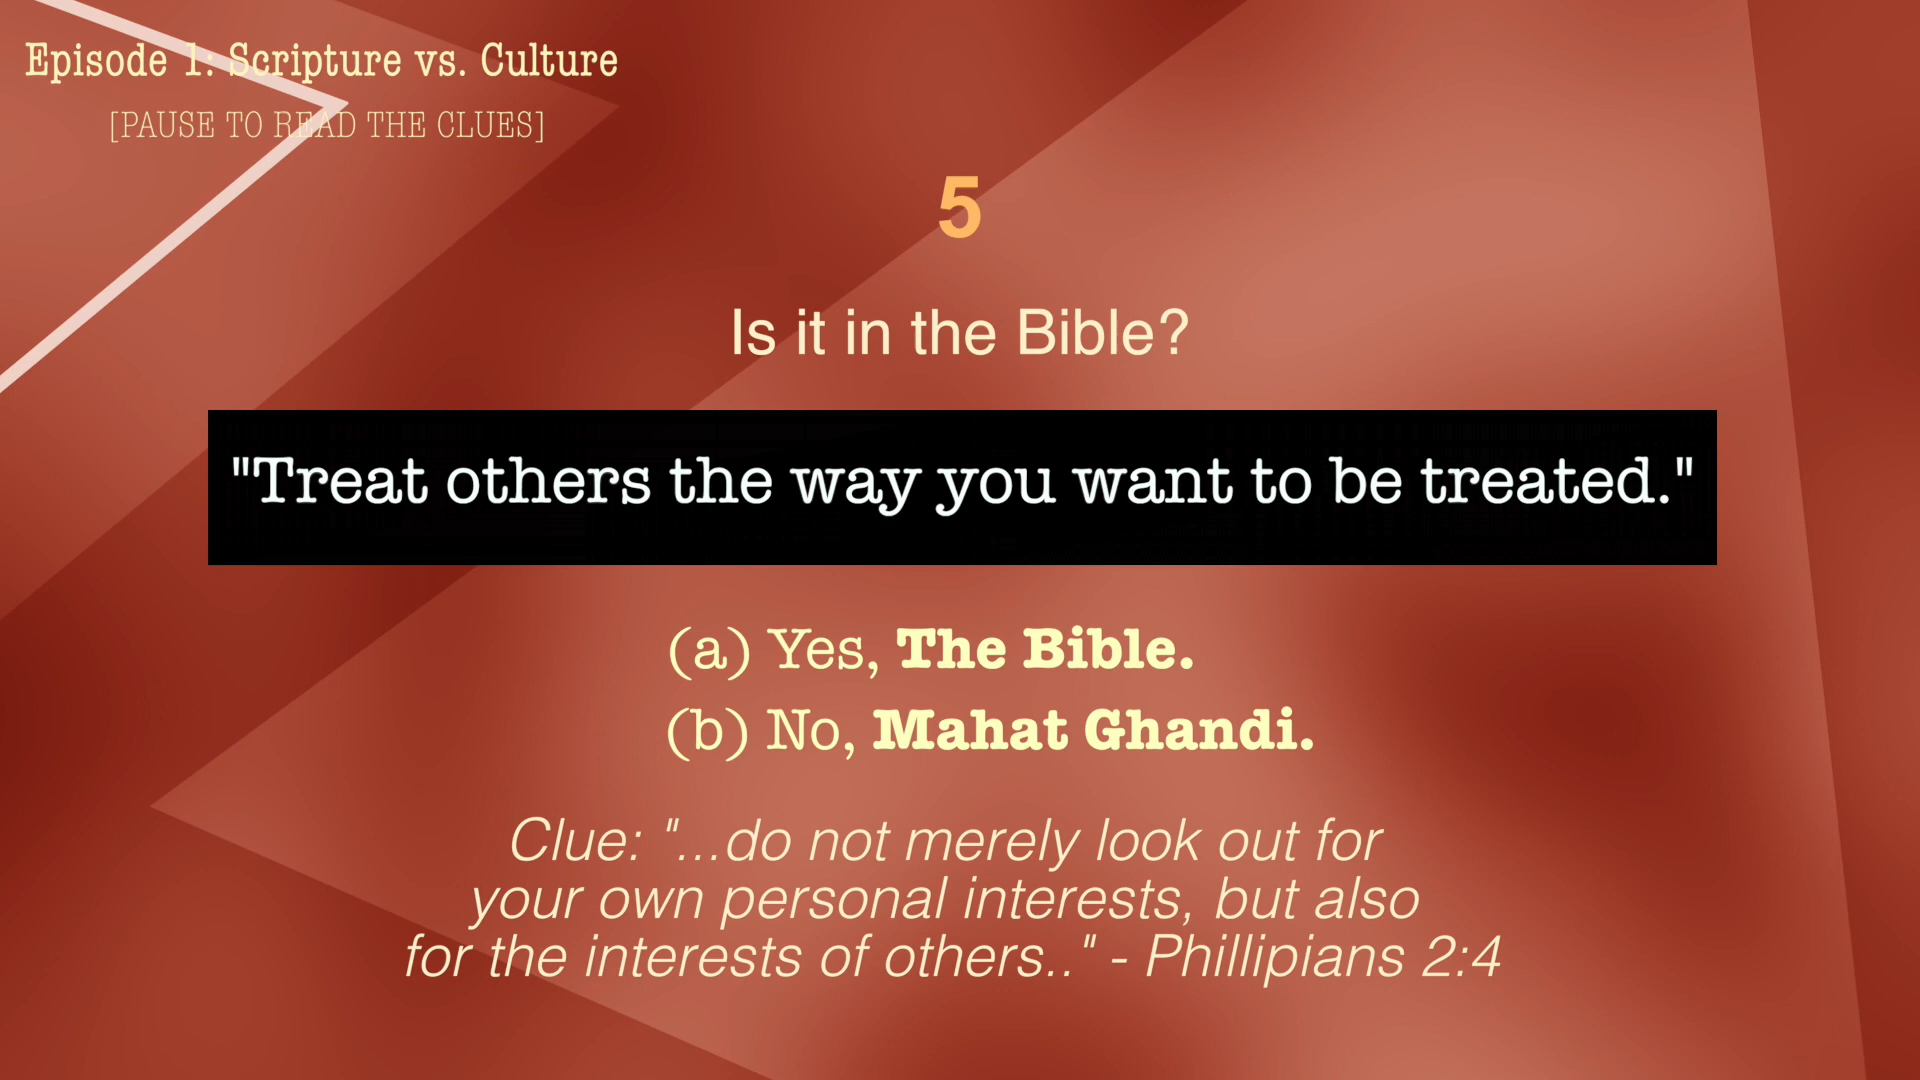 Episode 1: Scripture vs. Culture
[PAUSE TO READ THE CLUES]
5
Is it in the Bible?
"Treat others the way you want to be treated."
(a) Yes, The Bible.
(b) No, Mahat Ghandi.
Clue: "...do not merely look out for
your own personal interests, but also
for the interests of others.." - Phillipians 2:4